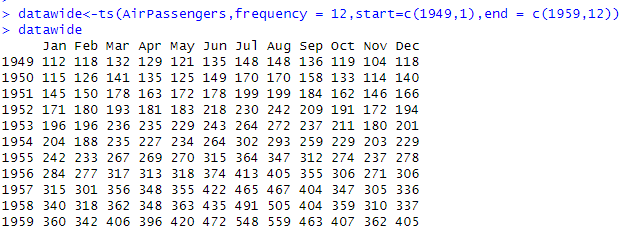 > datawide<-ts(AirPassengers,frequency = 12,start=c(1949,1),end = c(1959,12))
> datawide
Jan Feb Mar Apr May Jun Jul Aug Sep Oct Nov Dec
1949 112 118 132 129 121 135 148 148 136 119 104 118
1950 115 126 141 135 125 149 170 170 158 133 114 140
1951 145 150 178 163 172 178 199 199 184 162 146 166
1952 171 180 193 181 183 218 230 242 209 191 172 194
1953 196 196 236 235 229 243 264 272 237 211 180 201
1954 204 188 235 227 234 264 302 293 259 229 203 229
1955 242 233 267 269 270 315 364 347 312 274 237 278
1956 284 277 317 313 318 374 413 405 355 306 271 306
1957 315 301 356 348 355 422 465 467 404 347 305 336
1958 340 318 362 348 363 435 491 505 404 359 310 337
1959 360 342 406 396 420 472 548 559 463 407 362 405